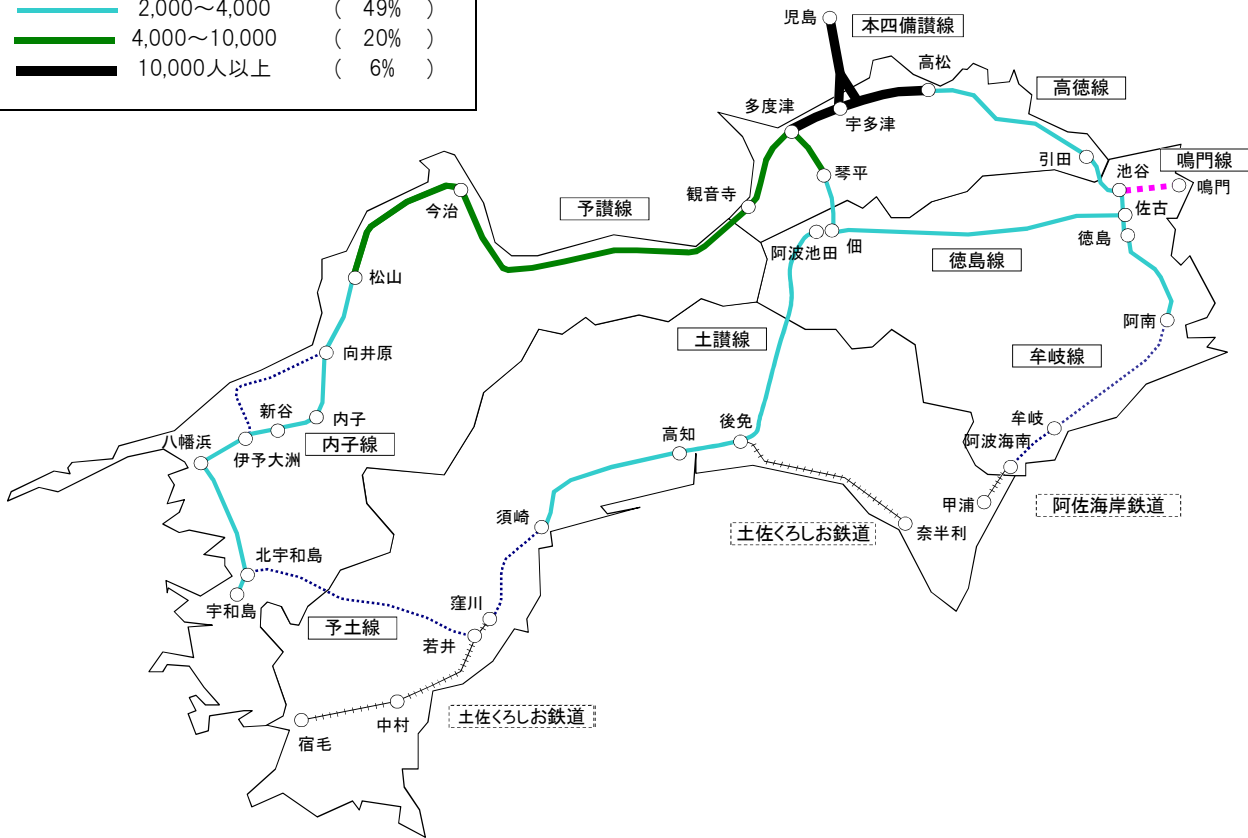 2,000～4,000 ( 49% )
4,000～10,000 ( 20% )
10,000人以上 ( 6% )
児島
本四備讃線
高松
高徳線
多度津
宇多津
引田
鳴門線
池谷
鳴門
琴平
今治
観音寺
予讃線
佐古
徳島
阿波池田
佃
徳島線
松山
阿南
土讃線
牟岐線
向井原
新谷
内子
牟岐
八幡浜
内子線
伊予大洲
高知
後免
阿波海南
甲浦
阿佐海岸鉄道
須崎
土佐くろしお鉄道
奈半利
北宇和島
宇和島
窪川
予土線
若井
土佐くろしお鉄道
中村
宿毛